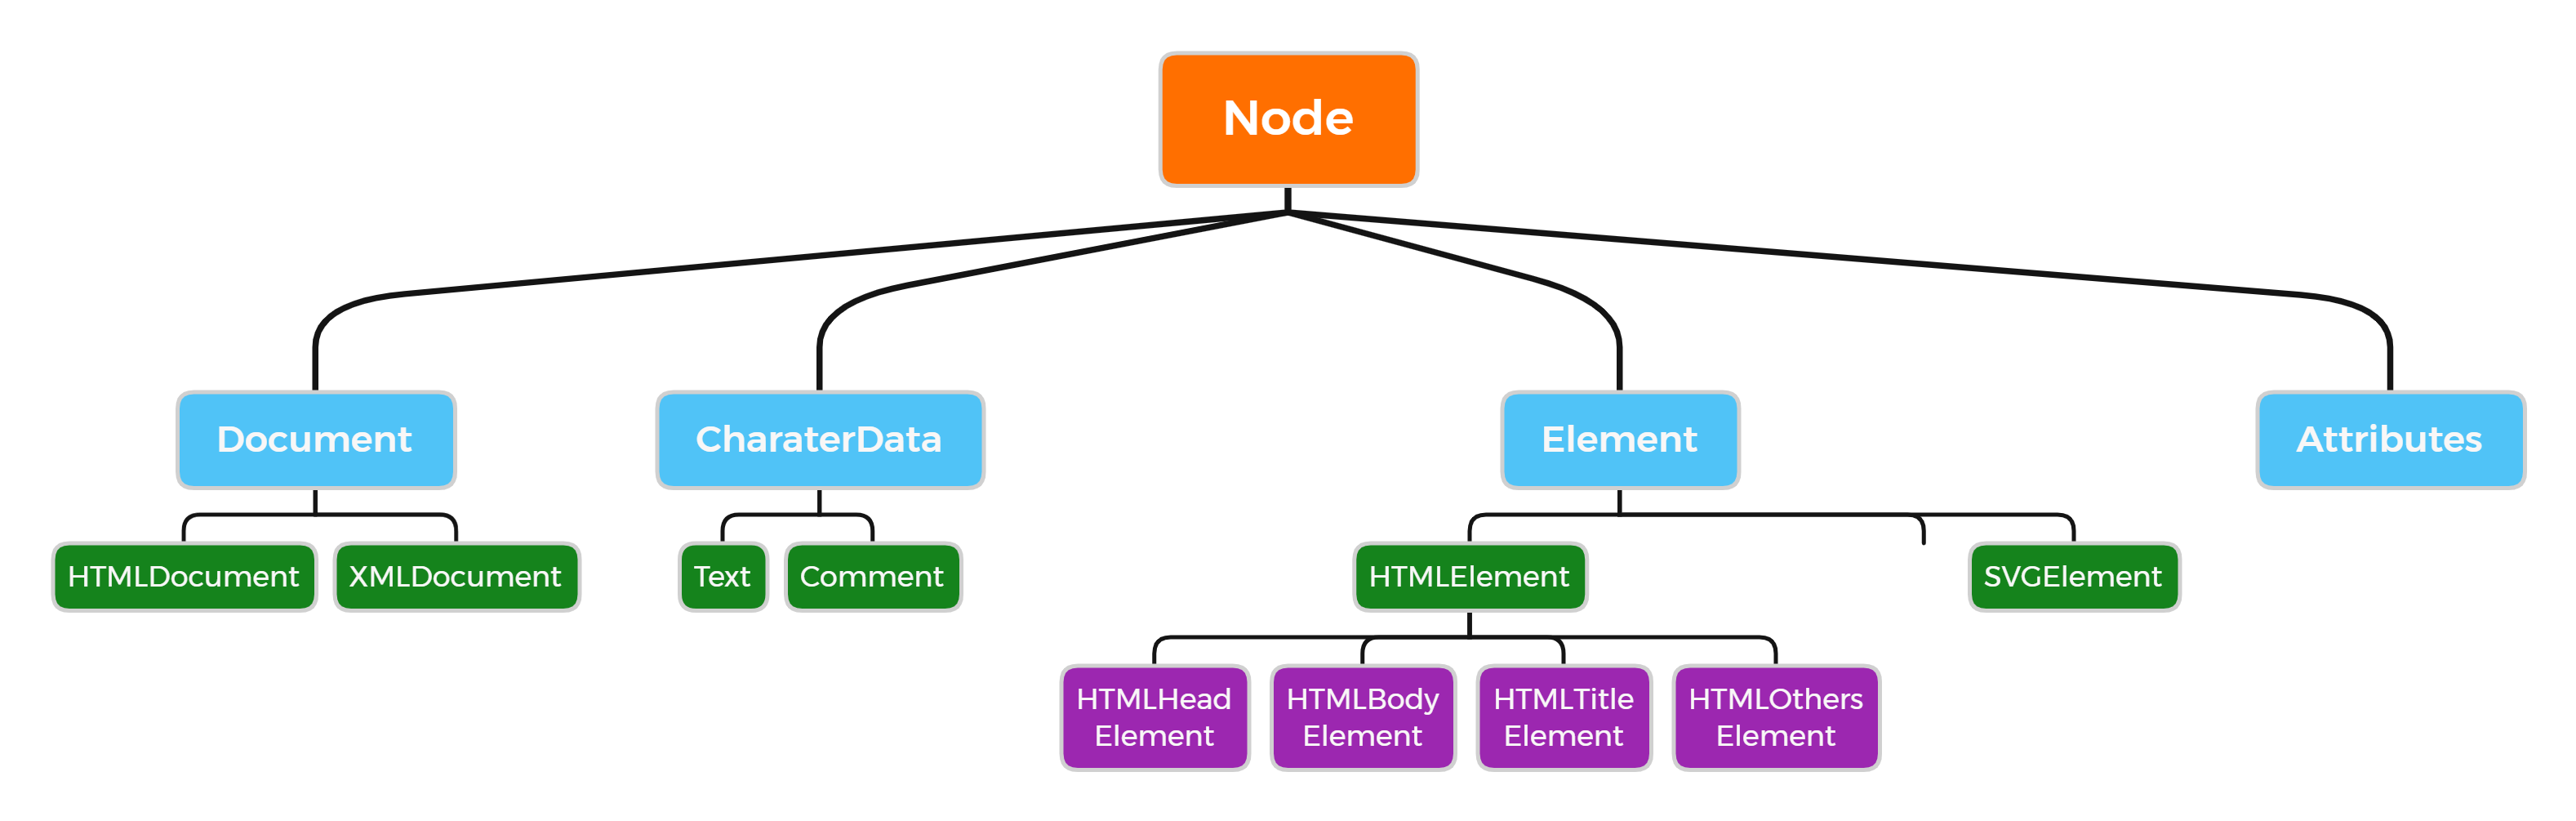 Node
Document
CharaterData
Element
Attributes
HTMLDocument
XMLDocument
Text
Comment
HTMLElement
SVGElement
HTMLHead
Element
HTMLBody
Element
HTMLTitle
Element
HTMLOthers
Element